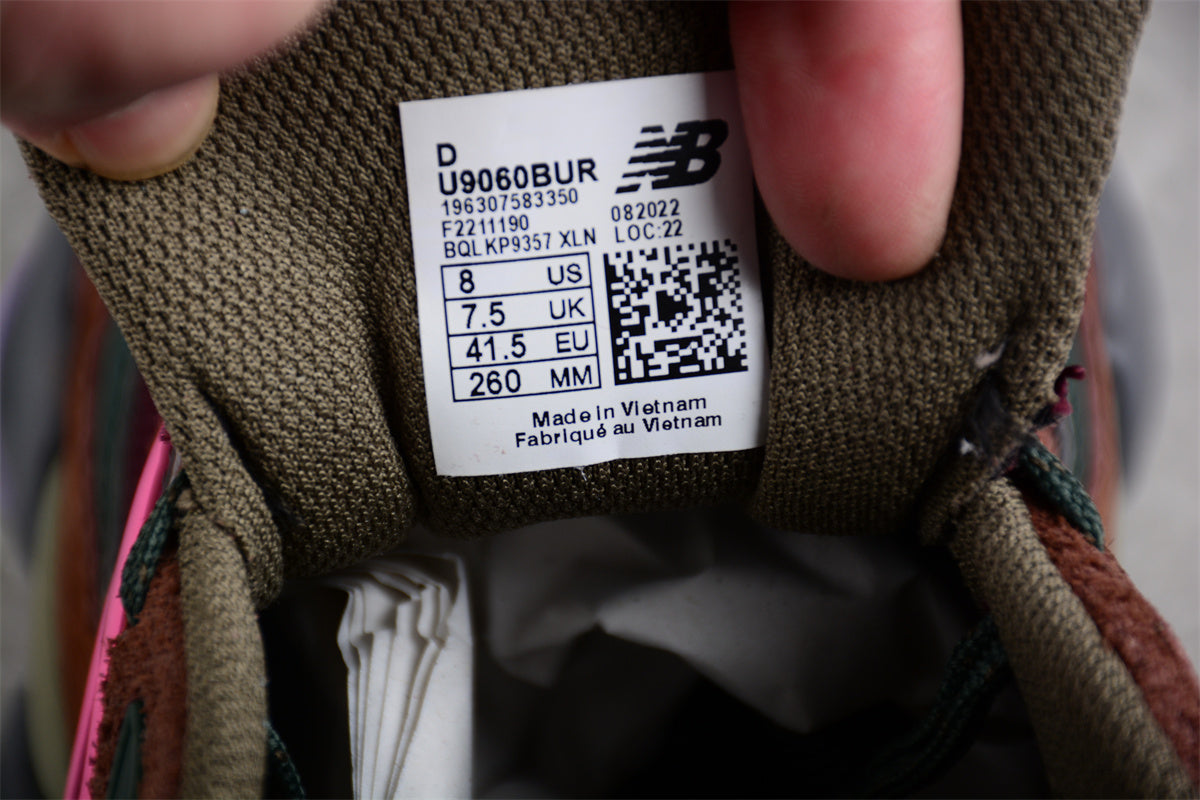 D
U9060BUR
196307583350
F2211190
BQLKP9357 XLN
NB
082022
LOC:22
8 US
7.5 UK
41.5 EU
260 MM
Made in Vietnam
Fabriqué au Vietnam